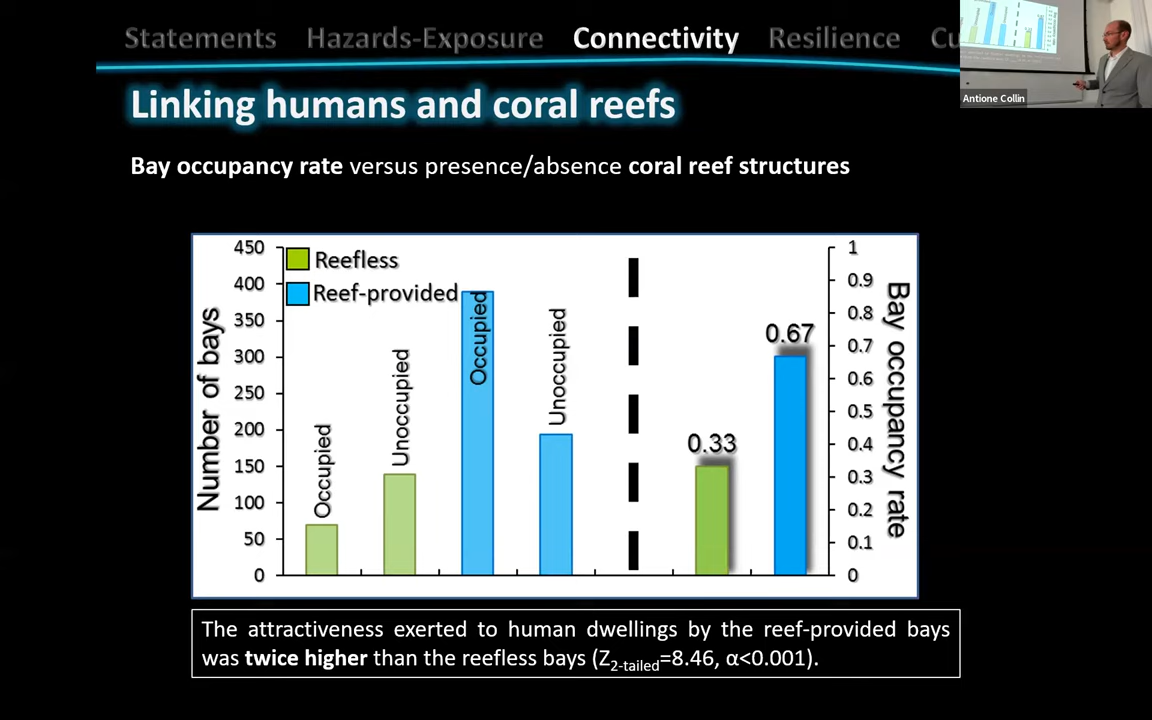 Statements Hazards-Exposure Connectivity Resilience Cu
Antione Collin
Linking humans and coral reefs
Bay occupancy rate versus presence/absence coral reef structures
Number of bays
450
400
350
300
250
200
150
100
50
0
Reefless
Reef-provided
Occupied
Unoccupied
Occupied
Unoccupied
0.33
0.67
1
0.9
0.8
0.7
0.6
0.5
0.4
0.3
0.2
0.1
0
Bay occupancy rate
The attractiveness exerted to human dwellings by the reef-provided bays
was twice higher than the reefless bays (Z2-tailed=8.46, α<0.001).